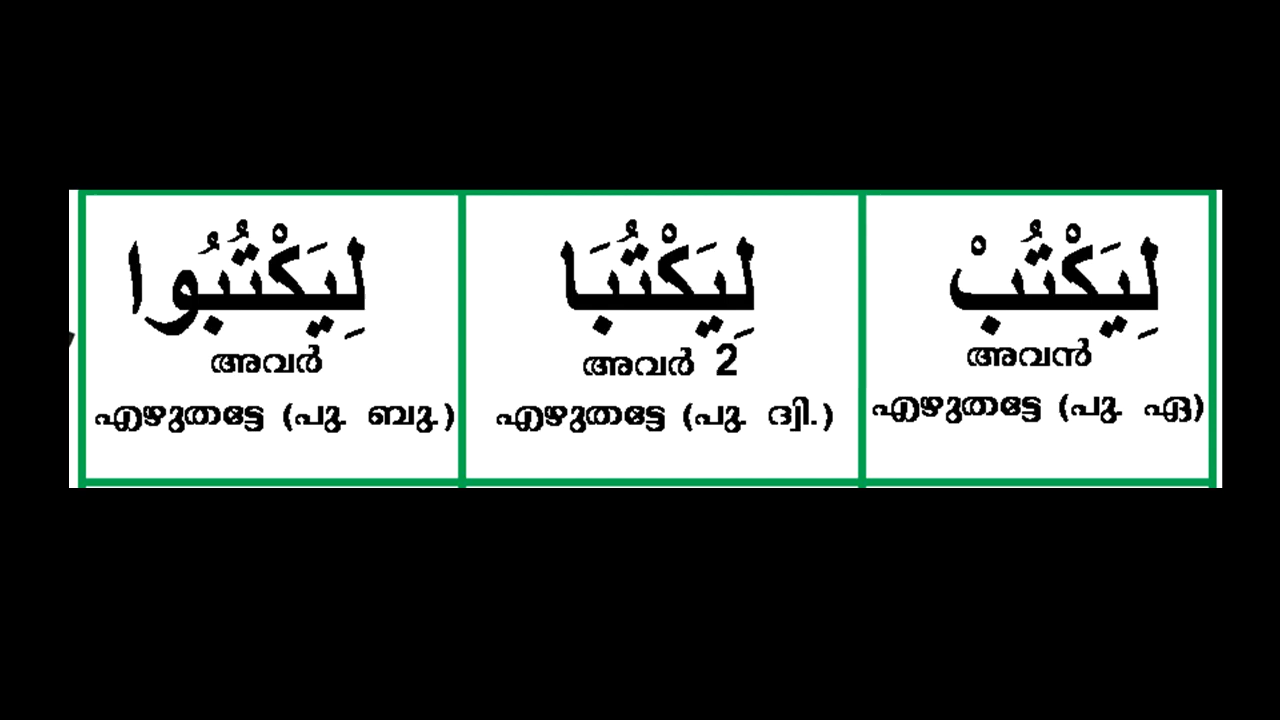 لِيَكْتُبْ
അവൻ
എഴുതട്ടേ (പു. ഏ)
لِيَكْتُبَا
അവർ 2
എഴുതട്ടേ (പു. ദ്വി.)
لِيَكْتُبُوا
അവർ
എഴുതട്ടേ (പു. ബു.)